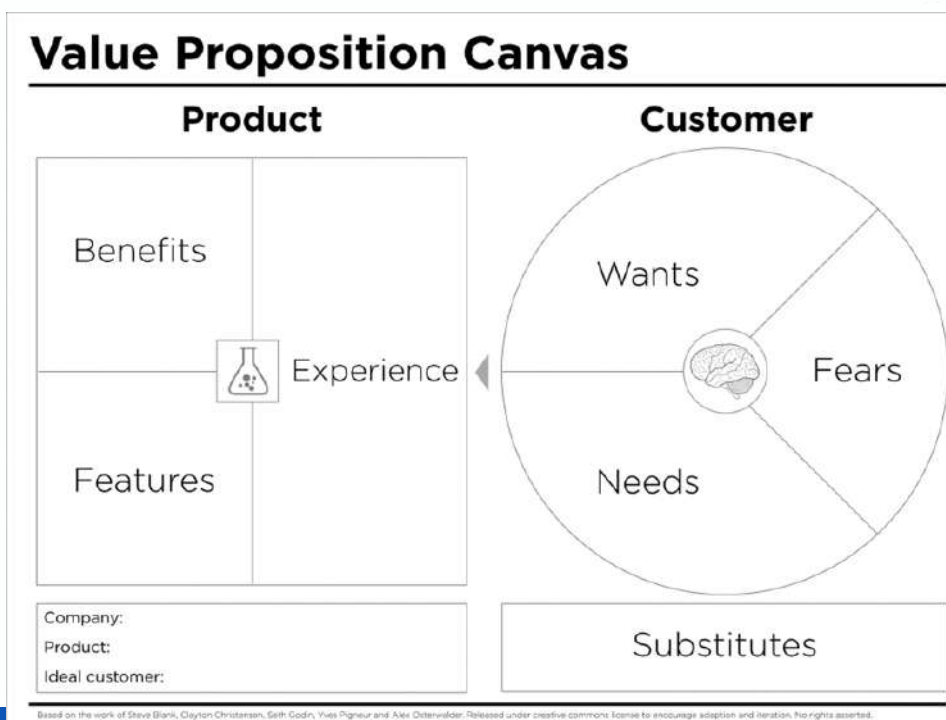 Value Proposition Canvas
Product
Customer
Benefits
Experience
Features
Wants
Fears
Needs
Company:
Product:
Ideal customer:
Substitutes
Based on the work of Steve Blank, Clayton Christensen, Seth Godin, Yves Pigneur and Alex Osterwalder. Released under creative commons license to encourage adaption and iteration. No rights asserted.